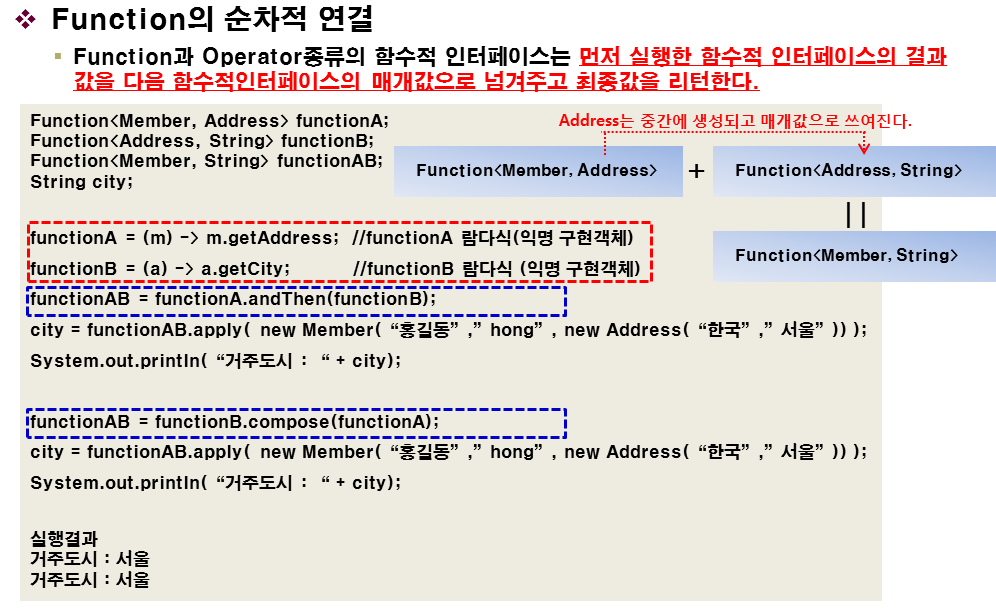 ❖ Function의 순차적 연결
▪ Function과 Operator종류의 함수적 인터페이스는 먼저 실행한 함수적 인터페이스의 결과
값을 다음 함수적인터페이스의 매개값으로 넘겨주고 최종값을 리턴한다.
Function<Member, Address> functionA;
Function<Address, String> functionB;
Function<Member, String> functionAB;
String city;
Address는 중간에 생성되고 매개값으로 쓰여진다.
Function<Member, Address> + Function<Address, String>
||
Function<Member, String>
functionA = (m) -> m.getAddress; //functionA 람다식(익명 구현객체)
functionB = (a) -> a.getCity; //functionB 람다식 (익명 구현객체)
functionAB = functionA.andThen(functionB);
city = functionAB.apply( new Member( “홍길동” ,” hong” , new Address( “한국” ,” 서울” )) );
System.out.println( “거주도시 : “ + city);
functionAB = functionB.compose(functionA);
city = functionAB.apply( new Member( “홍길동” ,” hong” , new Address( “한국” ,” 서울” )) );
System.out.println( “거주도시 : “ + city);
실행결과
거주도시 : 서울
거주도시 : 서울